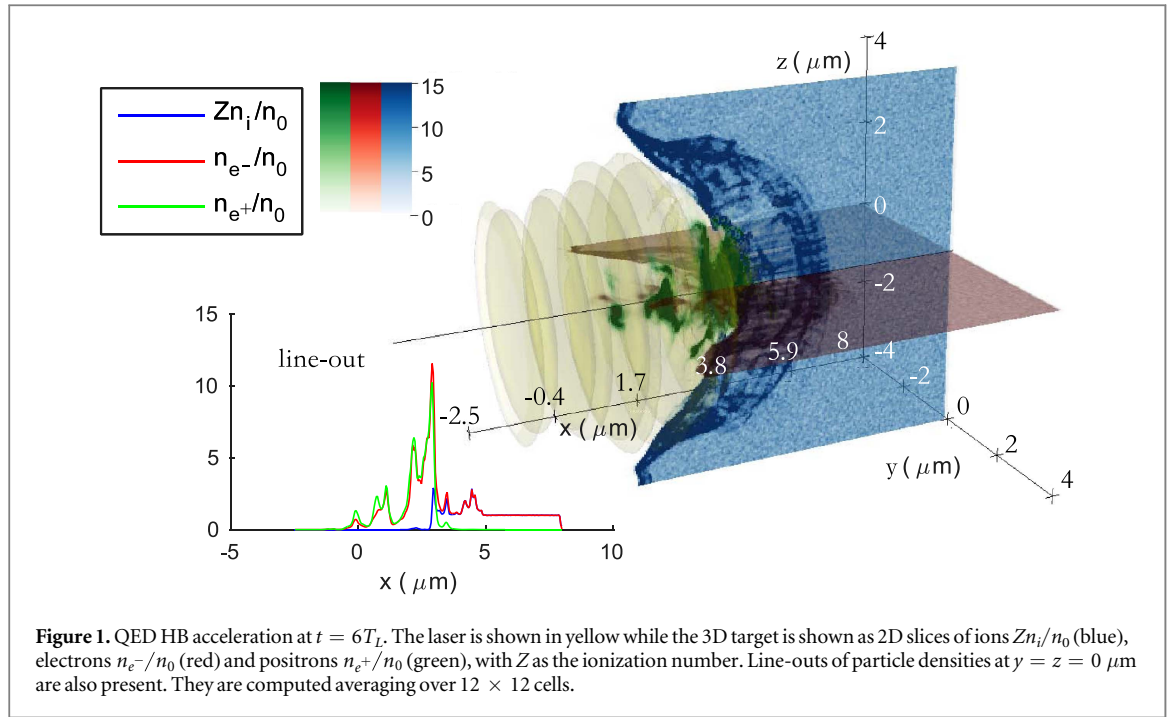 Zn_i/n_0
n_e−/n_0
n_e+/n_0
15
10
5
0
z ( μm)
4
2
0
-2
-4
line-out
-2.5
-0.4
1.7
3.8
5.9
8
x ( μm)
-2
0
2
4
y ( μm)
15
10
5
0
-5
0
5
10
x ( μm)
Figure 1. QED HB acceleration at t = 6T_L. The laser is shown in yellow while the 3D target is shown as 2D slices of ions Zn_i/n_0 (blue),
electrons n_e−/n_0 (red) and positrons n_e+/n_0 (green), with Z as the ionization number. Line-outs of particle densities at y = z = 0 μm
are also present. They are computed averaging over 12 × 12 cells.